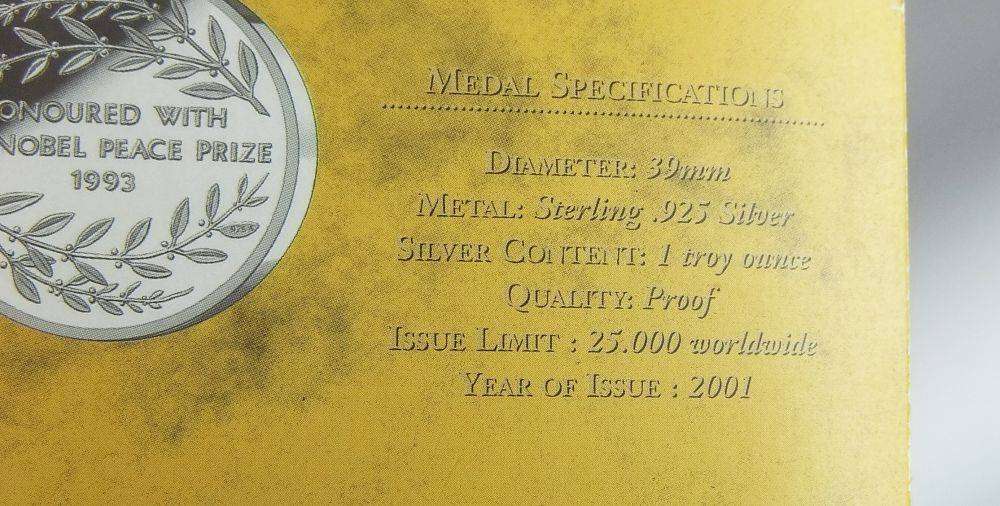 ONOURED WITH
NOBEL PEACE PRIZE
1993
925
MEDAL SPECIFICATIONS
DIAMETER: 39mm
METAL: Sterling .925 Silver
SILVER CONTENT: 1 troy ounce
QUALITY: Proof
ISSUE LIMIT : 25.000 worldwide
YEAR OF ISSUE : 2001